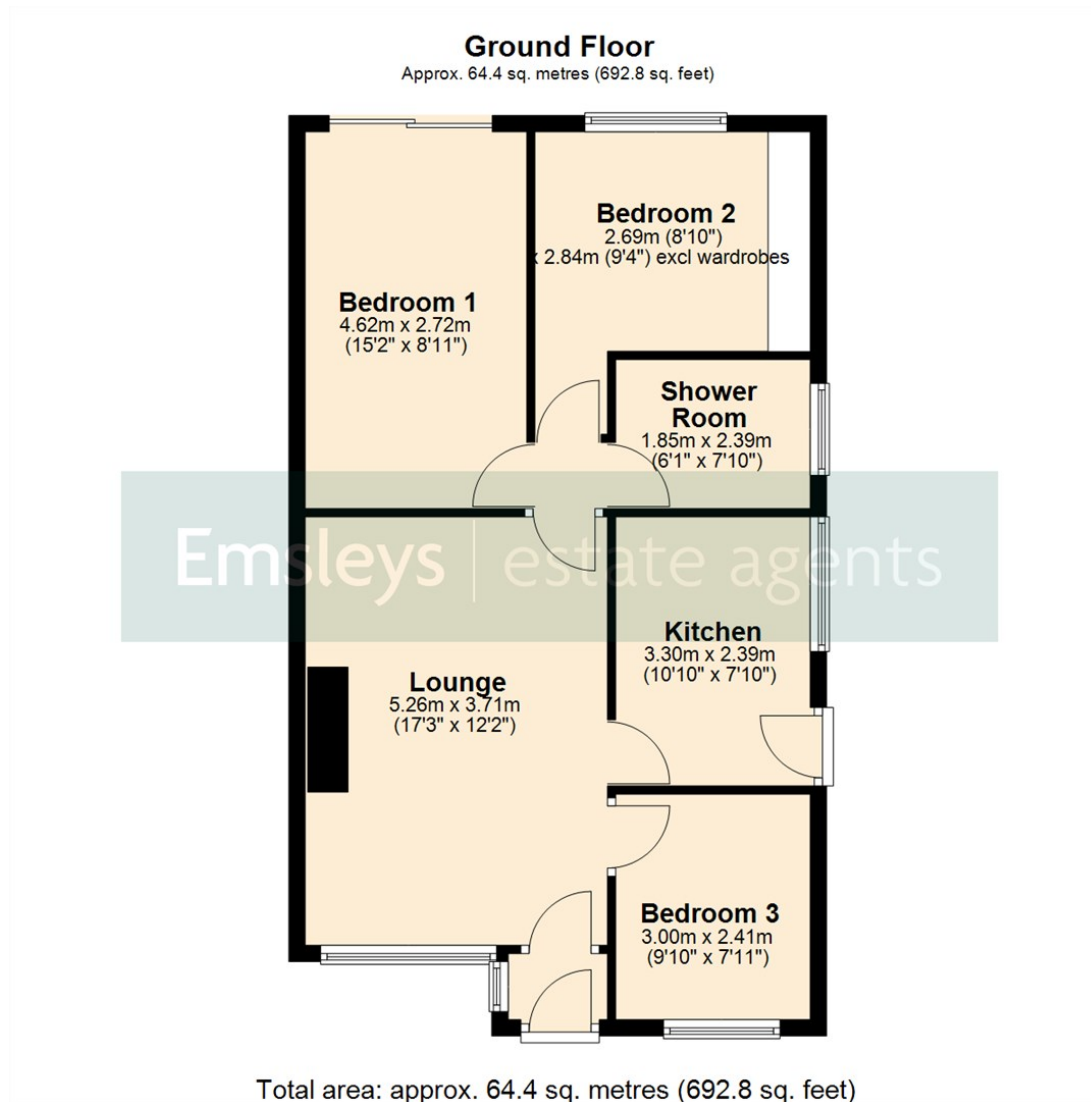 Ground Floor
Approx. 64.4 sq. metres (692.8 sq. feet)
Bedroom 2
2.69m (8'10")
x 2.84m (9'4") excl wardrobes
Bedroom 1
4.62m x 2.72m
(15'2" x 8'11")
Shower
Room
1.85m x 2.39m
(6'1" x 7'10")
Emsleys | estate agents
Kitchen
3.30m x 2.39m
(10'10" x 7'10")
Lounge
5.26m x 3.71m
(17'3" x 12'2")
Bedroom 3
3.00m x 2.41m
(9'10" x 7'11")
Total area: approx. 64.4 sq. metres (692.8 sq. feet)